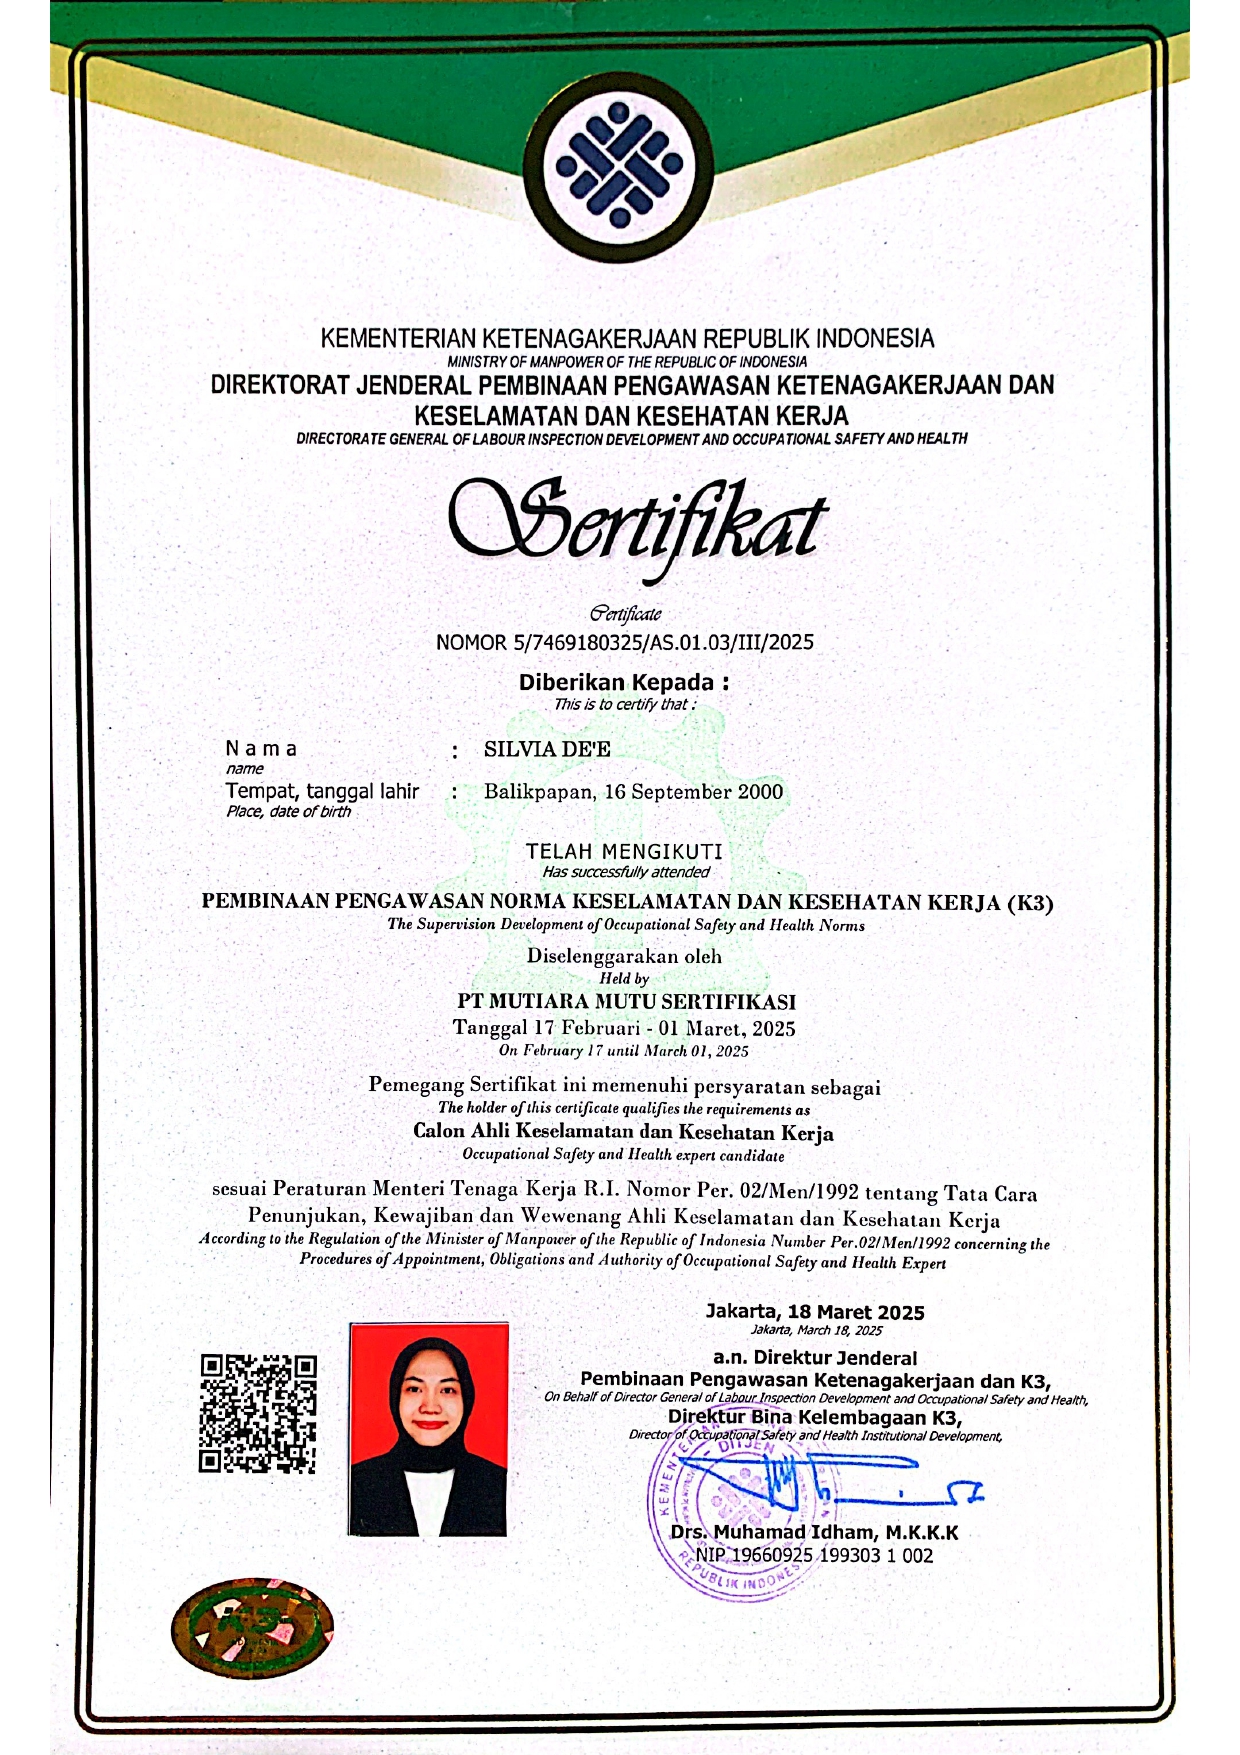 KEMENTERIAN KETENAGAKERJAAN REPUBLIK INDONESIA
MINISTRY OF MANPOWER OF THE REPUBLIC OF INDONESIA
DIREKTORAT JENDERAL PEMBINAAN PENGAWASAN KETENAGAKERJAAN DAN
KESELAMATAN DAN KESEHATAN KERJA
DIRECTORATE GENERAL OF LABOUR INSPECTION DEVELOPMENT AND OCCUPATIONAL SAFETY AND HEALTH
Sertifikat
Certificate
NOMOR 5/7469180325/AS.01.03/III/2025
Diberikan Kepada :
This is to certify that :
Nama : SILVIA DE'E
name
Tempat, tanggal lahir : Balikpapan, 16 September 2000
Place, date of birth
TELAH MENGIKUTI
Has successfully attended
PEMBINAAN PENGAWASAN NORMA KESELAMATAN DAN KESEHATAN KERJA (K3)
The Supervision Development of Occupational Safety and Health Norms
Diselenggarakan oleh
Held by
PT MUTIARA MUTU SERTIFIKASI
Tanggal 17 Februari - 01 Maret, 2025
On February 17 until March 01, 2025
Pemegang Sertifikat ini memenuhi persyaratan sebagai
The holder of this certificate qualifies the requirements as
Calon Ahli Keselamatan dan Kesehatan Kerja
Occupational Safety and Health expert candidate
sesuai Peraturan Menteri Tenaga Kerja R.I. Nomor Per. 02/Men/1992 tentang Tata Cara
Penunjukan, Kewajiban dan Wewenang Ahli Keselamatan dan Kesehatan Kerja
According to the Regulation of the Minister of Manpower of the Republic of Indonesia Number Per.02/Men/1992 concerning the
Procedures of Appointment, Obligations and Authority of Occupational Safety and Health Expert
Jakarta, 18 Maret 2025
Jakarta, March 18, 2025
a.n. Direktur Jenderal
Pembinaan Pengawasan Ketenagakerjaan dan K3,
On Behalf of Director General of Labour Inspection Development and Occupational Safety and Health,
Direktur Bina Kelembagaan K3,
Director of Occupational Safety and Health Institutional Development,
DITJEN
Drs. Muhamad Idham, M.K.K.K
NIP 19660925 199303 1 002
REPUBLIK INDONES
K3